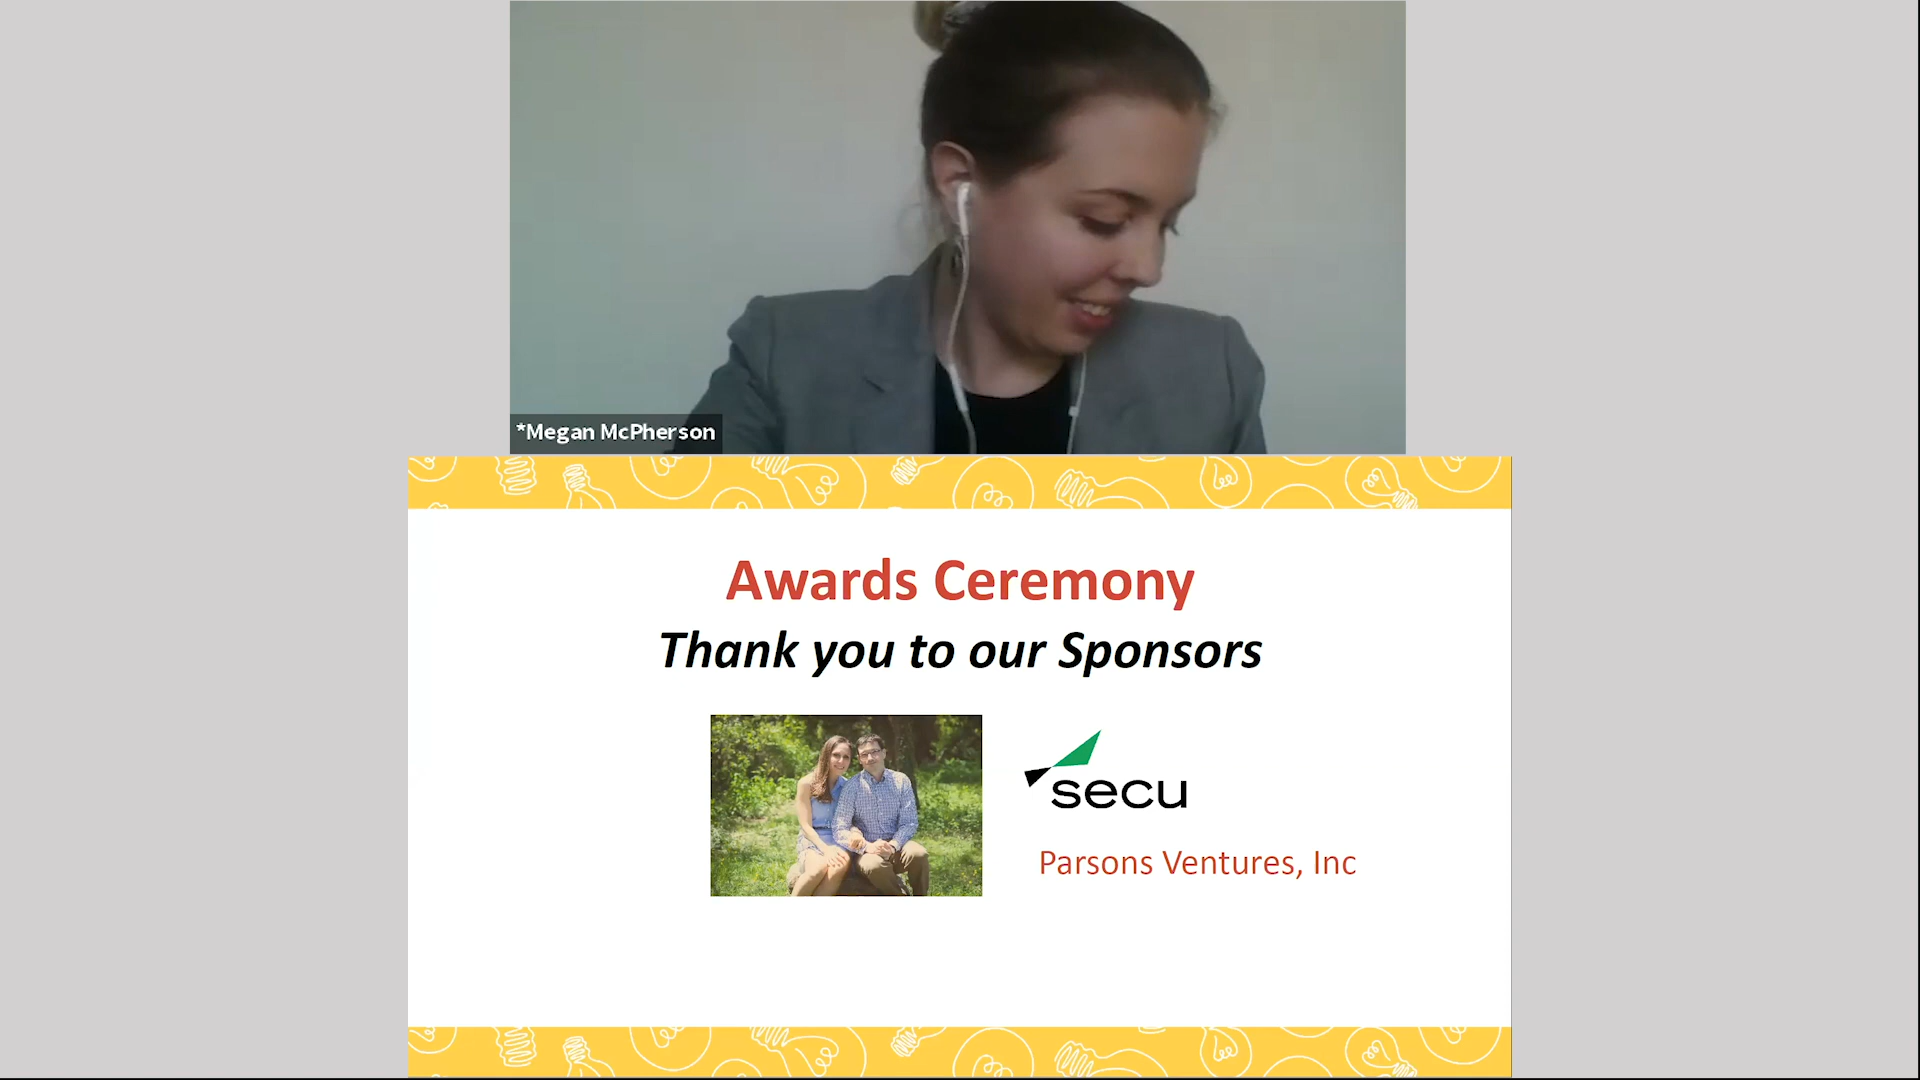 *Megan McPherson
Awards Ceremony
Thank you to our Sponsors
secu
Parsons Ventures, Inc